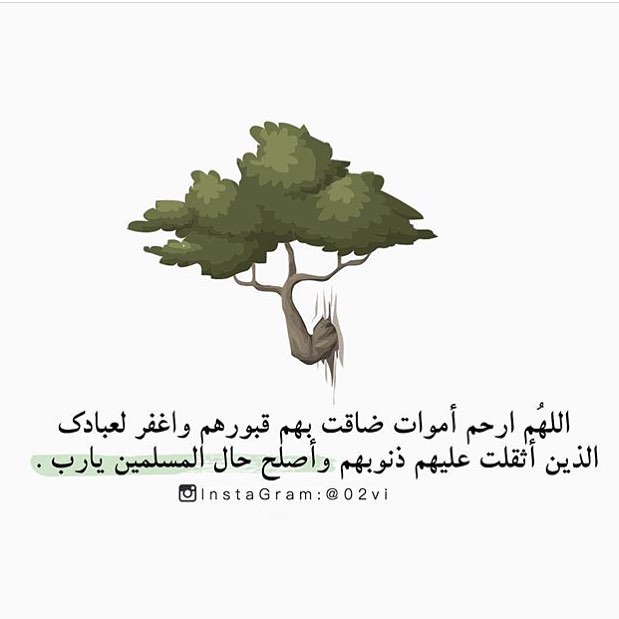 اللهُم ارحم أموات ضاقت بهم قبورهم واغفر لعبادك
الذين أثقلت عليهم ذنوبهم وأصلح حال المسلمين يارب .
InstaGram:@02vi